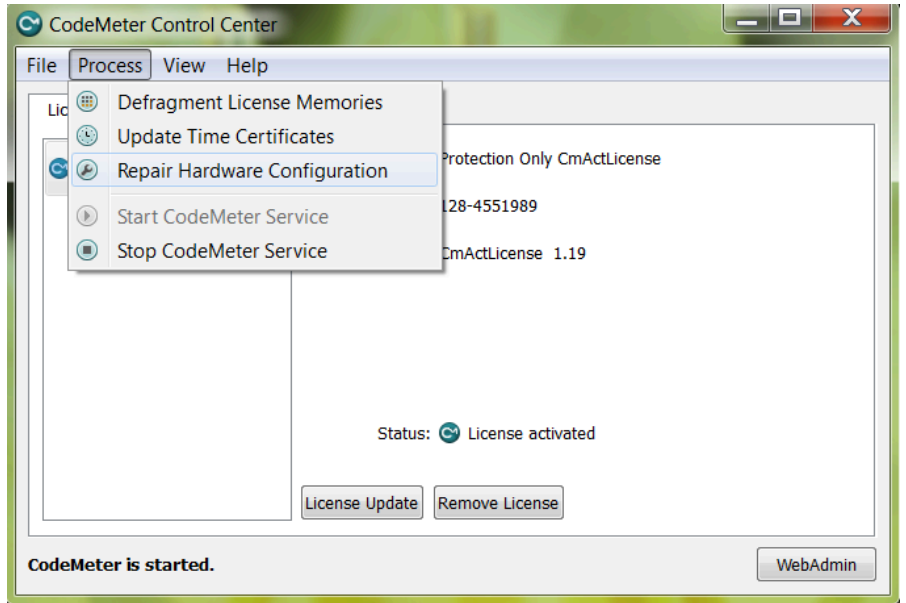 CodeMeter Control Center
File Process View Help
Lic
Defragment License Memories
Update Time Certificates
Repair Hardware Configuration
Start CodeMeter Service
Stop CodeMeter Service
Protection Only CmActLicense
128-4551989
CmActLicense 1.19
Status: License activated
License Update Remove License
CodeMeter is started. WebAdmin